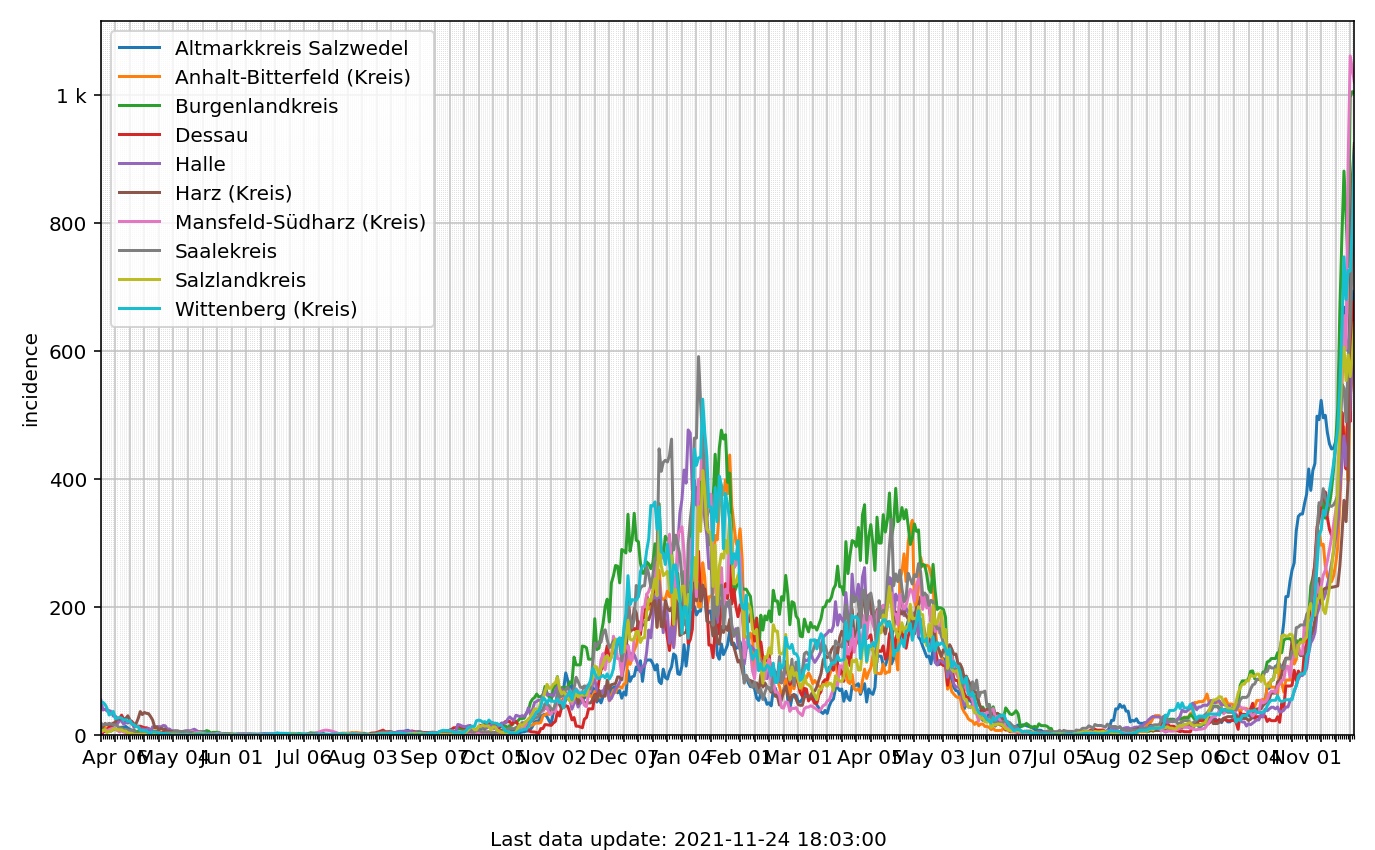 Altmarkkreis Salzwedel
Anhalt-Bitterfeld (Kreis)
Burgenlandkreis
Dessau
Halle
Harz (Kreis)
Mansfeld-Südharz (Kreis)
Saalekreis
Salzlandkreis
Wittenberg (Kreis)
incidence
1 k
800
600
400
200
0
Apr 06 May 04 Jun 01 Jul 06 Aug 03 Sep 07 Oct 05 Nov 02 Dec 07 Jan 04 Feb 01 Mar 01 Apr 05 May 03 Jun 07 Jul 05 Aug 02 Sep 06 Oct 04 Nov 01
Last data update: 2021-11-24 18:03:00